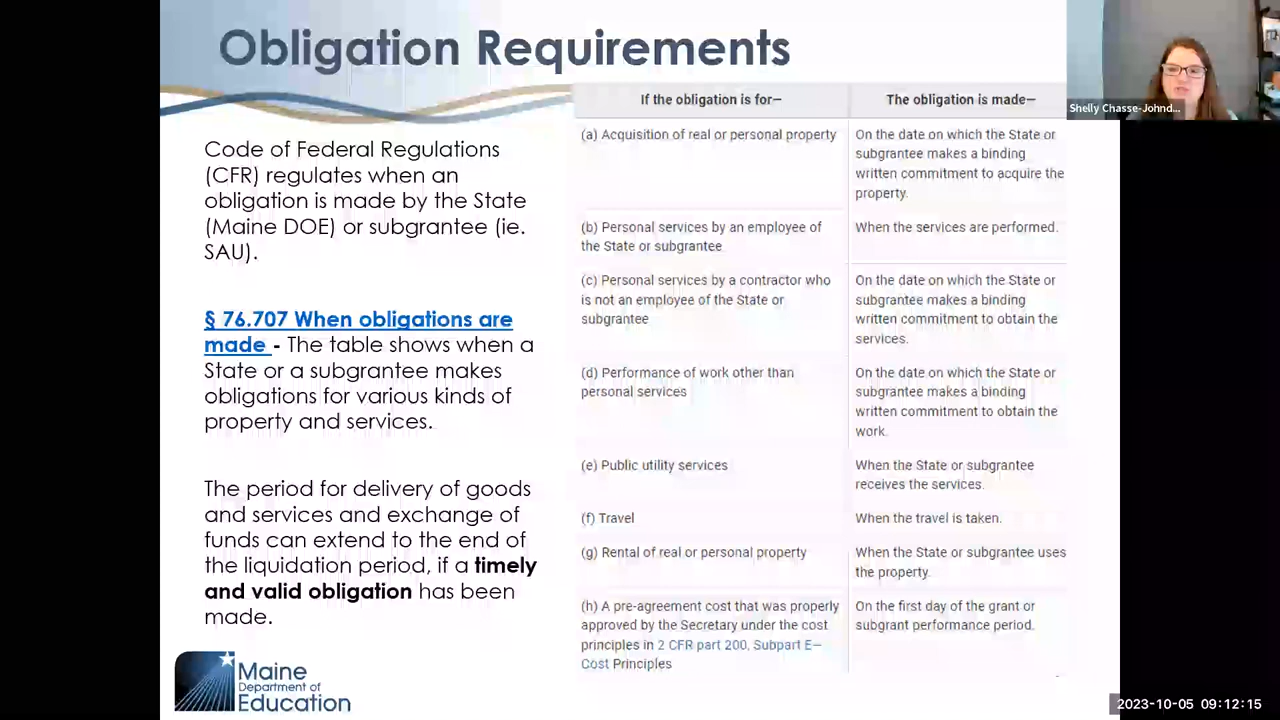 Obligation Requirements
Shelly Chasse-Johnd...
Code of Federal Regulations
(CFR) regulates when an
obligation is made by the State
(Maine DOE) or subgrantee (ie.
SAU).
§ 76.707 When obligations are
made - The table shows when a
State or a subgrantee makes
obligations for various kinds of
property and services.
The period for delivery of goods
and services and exchange of
funds can extend to the end of
the liquidation period, if a timely
and valid obligation has been
made.
If the obligation is for—
The obligation is made—
(a) Acquisition of real or personal property
On the date on which the State or
subgrantee makes a binding
written commitment to acquire the
property.
(b) Personal services by an employee of
the State or subgrantee
When the services are performed.
(c) Personal services by a contractor who
is not an employee of the State or
subgrantee
On the date on which the State or
subgrantee makes a binding
written commitment to obtain the
services.
(d) Performance of work other than
personal services
On the date on which the State or
subgrantee makes a binding
written commitment to obtain the
work.
(e) Public utility services
When the State or subgrantee
receives the services.
(f) Travel
When the travel is taken.
(g) Rental of real or personal property
When the State or subgrantee uses
the property.
(h) A pre-agreement cost that was properly
approved by the Secretary under the cost
principles in 2 CFR part 200, Subpart E—
Cost Principles
On the first day of the grant or
subgrant performance period.
Maine
Department of
Education
2023-10-05 09:12:15